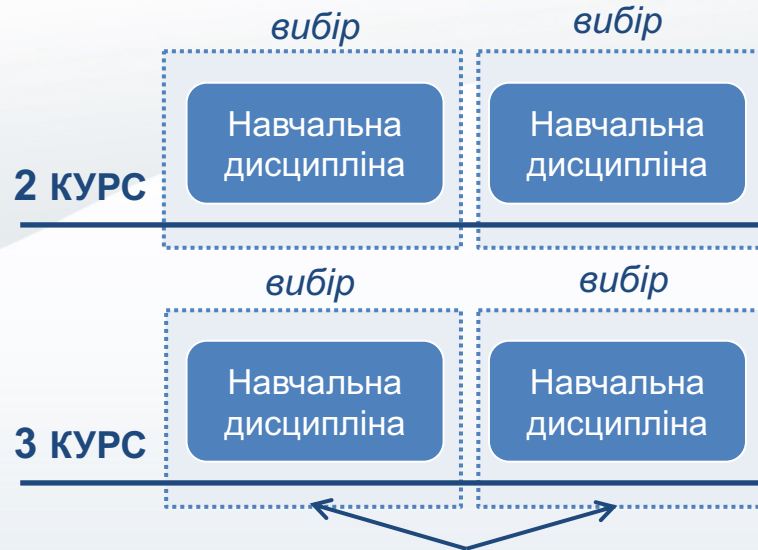 вибір вибір
Навчальна Навчальна
дисципліна дисципліна
2 КУРС
вибір вибір
Навчальна Навчальна
дисципліна дисципліна
3 КУРС